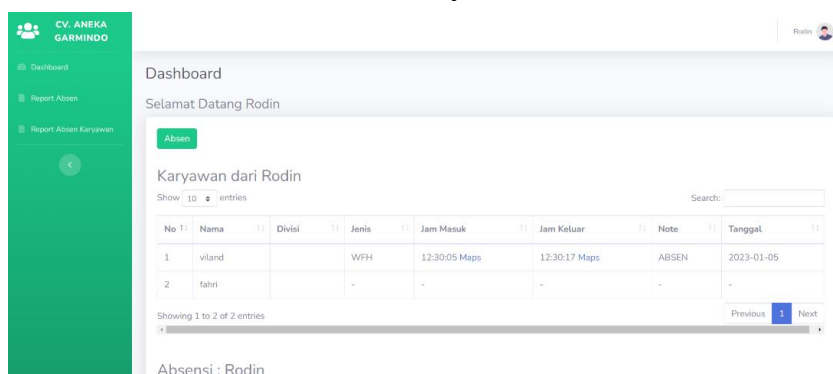 CV. ANEKA
GARMINDO
Rodin
Dashboard
Report Absen
Report Absen Karyawan
Dashboard
Selamat Datang Rodin
Absen
Karyawan dari Rodin
Show 10 entries
Search:
No Nama Divisi Jenis Jam Masuk Jam Keluar Note Tanggal
1 viland WFH 12:30:05 Maps 12:30:17 Maps ABSEN 2023-01-05
2 fahri - - - - -
Showing 1 to 2 of 2 entries
Previous 1 Next
Absensi : Rodin